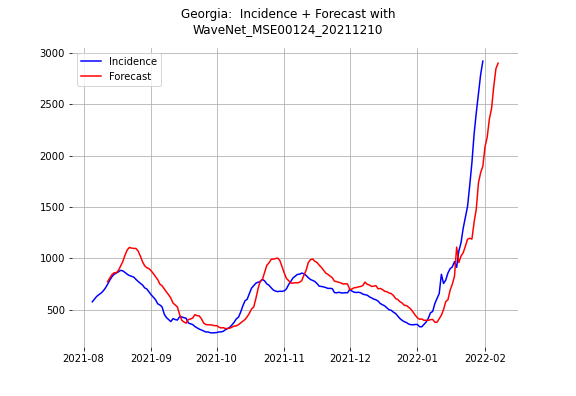 Georgia:  Incidence + Forecast with
WaveNet_MSE00124_20211210
Incidence
Forecast
3000
2500
2000
1500
1000
500
2021-08 2021-09 2021-10 2021-11 2021-12 2022-01 2022-02